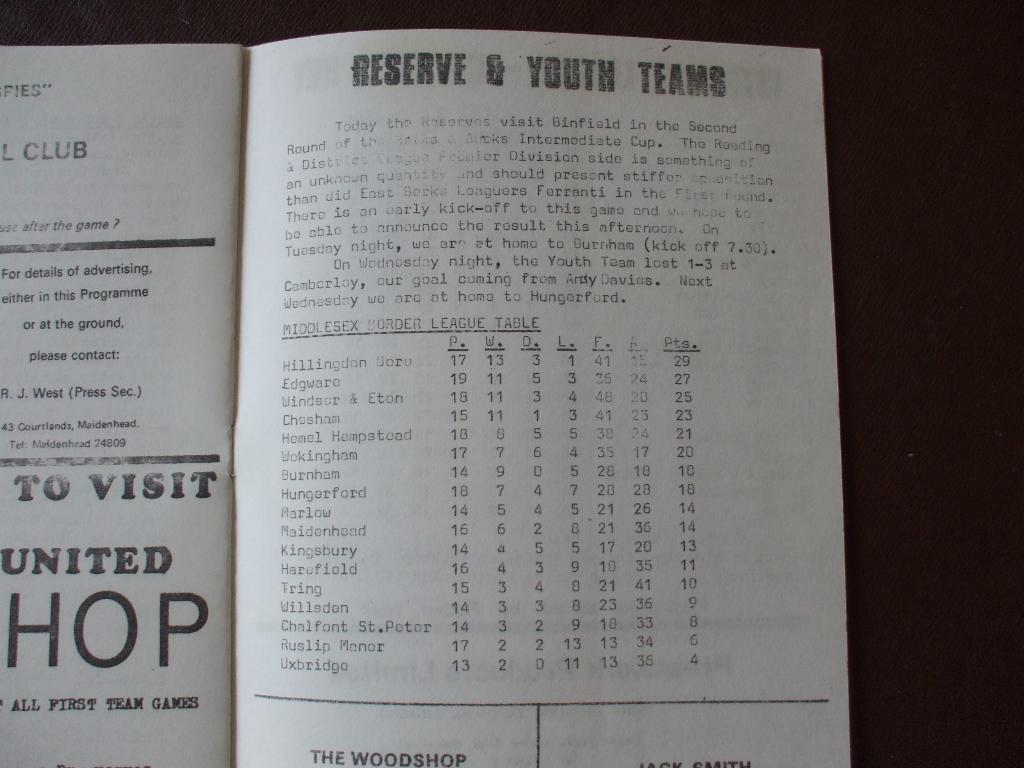 L CLUB
use after the game ?
For details of advertising,
either in this Programme
or at the ground,
please contact:
R. J. West (Press Sec.)
43 Courtlands, Maidenhead.
Tel: Maidenhead 24809
TO VISIT
UNITED
HOP
ALL FIRST TEAM GAMES
RESERVE & YOUTH TEAMS
Today the Reserves visit Binfield in the Second
Round of the Berks & Bucks Intermediate Cup. The Reading
& District League Premier Division side is something of
an unknown quantity and should present stiffer opposition
than did East Berks Leaguers Ferranti in the First Round.
There is an early kick-off to this game and we hope to
be able to announce the result this afternoon. On
Tuesday night, we are at home to Burnham (kick off 7.30).
On Wednesday night, the Youth Team lost 1-3 at
Camberley, our goal coming from Andy Davies. Next
Wednesday we are at home to Hungerford.
MIDDLESEX BORDER LEAGUE TABLE
P. W. D. L. F. A. Pts.
Hillingdon Boro 17 13 3 1 41 15 29
Edgware 19 11 5 3 36 24 27
Windsor & Eton 18 11 3 4 48 20 25
Chesham 15 11 1 3 41 23 23
Hemel Hempstead 18 8 5 5 38 24 21
Wokingham 17 7 6 4 35 17 20
Burnham 14 9 0 5 28 18 18
Hungerford 18 7 4 7 28 28 18
Marlow 14 5 4 5 21 26 14
Maidenhead 16 6 2 8 21 36 14
Kingsbury 14 4 5 5 17 20 13
Harefield 16 4 3 9 18 35 11
Tring 15 3 4 8 21 41 10
Willsden 14 3 3 8 23 36 9
Chalfont St.Peter 14 3 2 9 18 33 8
Ruslip Manor 17 2 2 13 13 34 6
Uxbridge 13 2 0 11 13 36 4
THE WOODSHOP
JACK SMITH